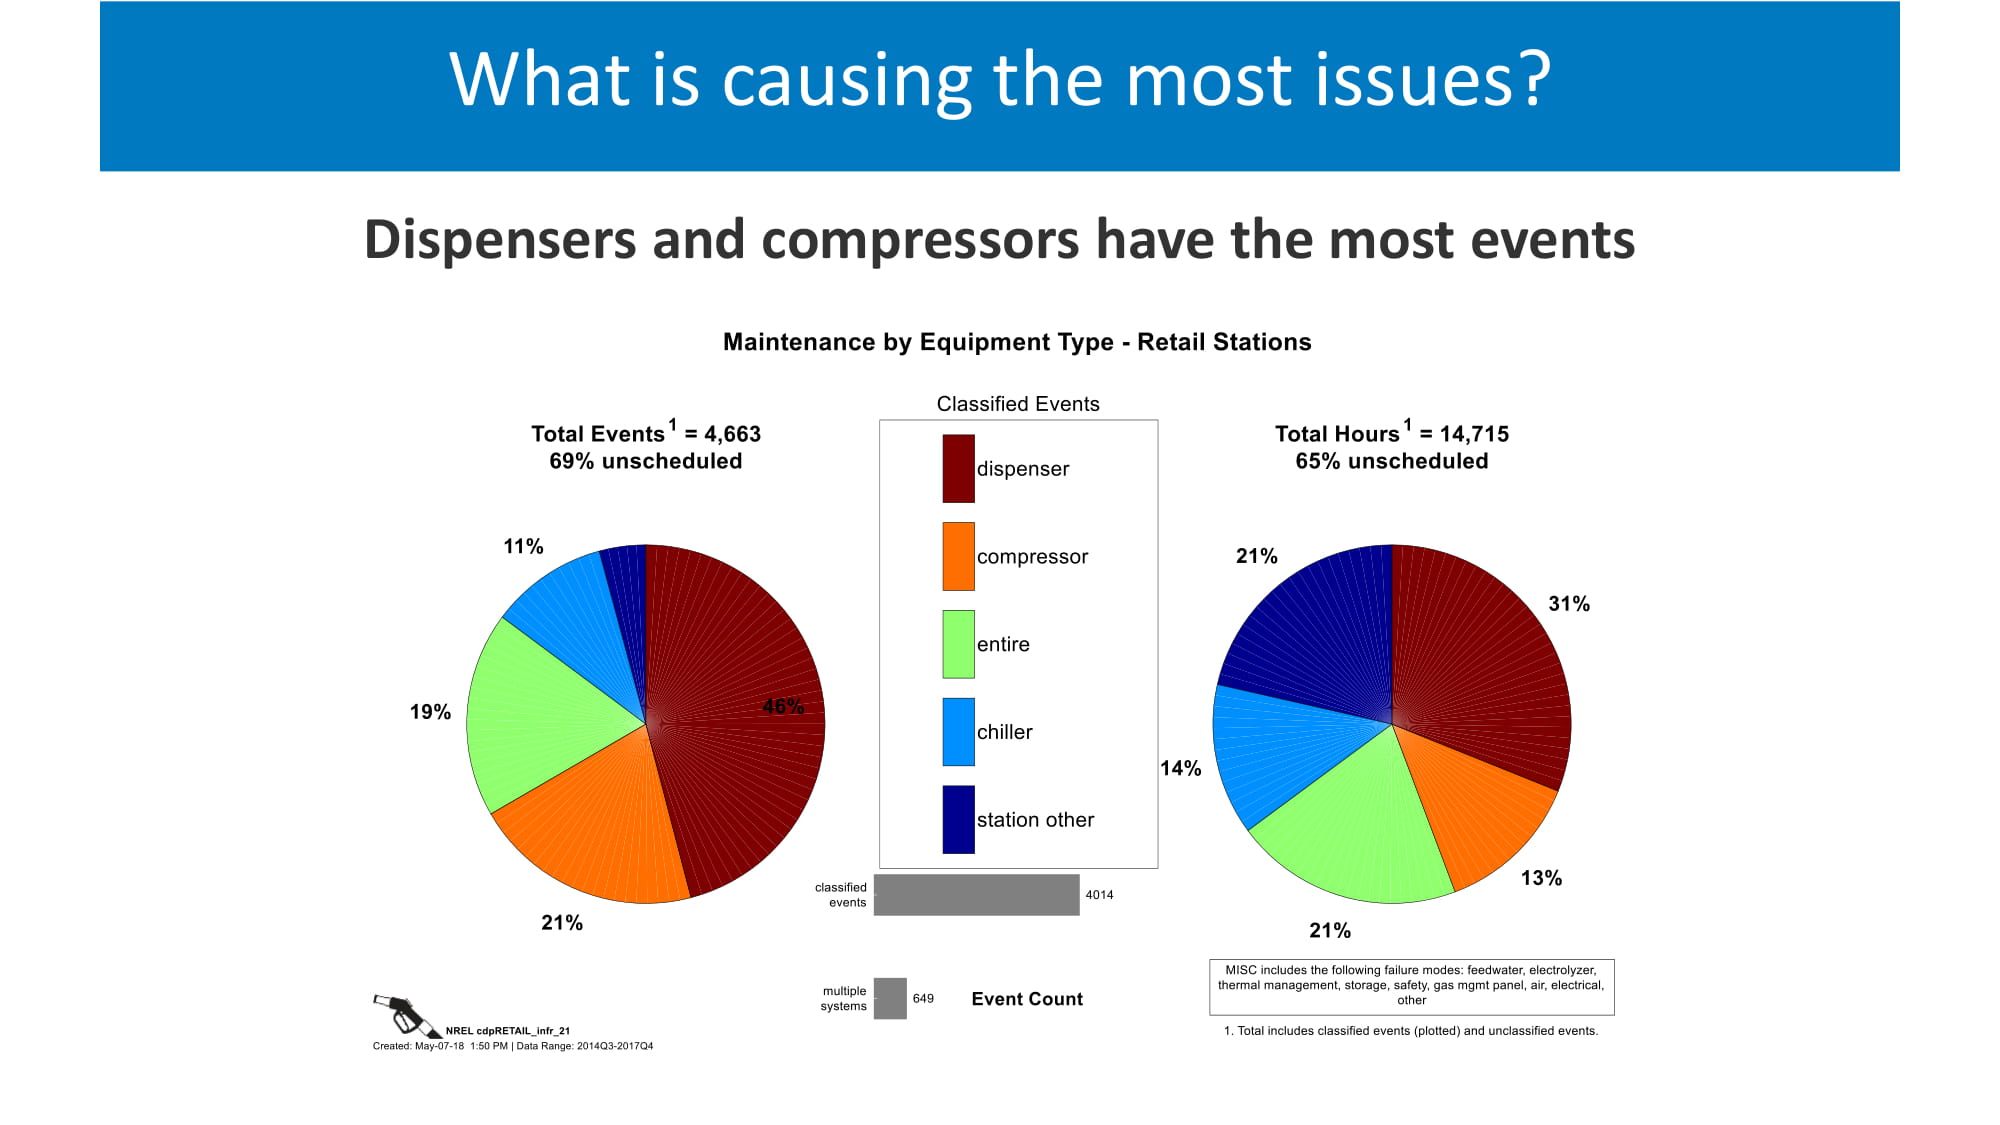 What is causing the most issues?
Dispensers and compressors have the most events
Maintenance by Equipment Type - Retail Stations
Total Events1 = 4,663
69% unscheduled
11%
19%
46%
21%
Classified Events
dispenser
compressor
entire
chiller
station other
classified
events
4014
multiple
systems
649
Event Count
Total Hours1 = 14,715
65% unscheduled
21%
31%
14%
13%
21%
MISC includes the following failure modes: feedwater, electrolyzer,
thermal management, storage, safety, gas mgmt panel, air, electrical,
other
1. Total includes classified events (plotted) and unclassified events.
NREL cdpRETAIL_infr_21
Created: May-07-18 1:50 PM | Data Range: 2014Q3-2017Q4